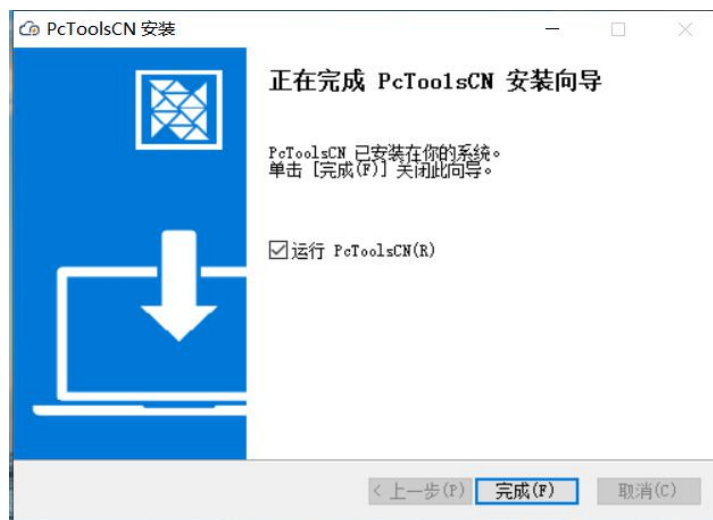 PcToolsCN 安装
正在完成 PcToolsCN 安装向导
PcToolsCN 已安装在你的系统。
单击 [完成(F)] 关闭此向导。
运行 PcToolsCN(R)
< 上一步(P) 完成(F) 取消(C)